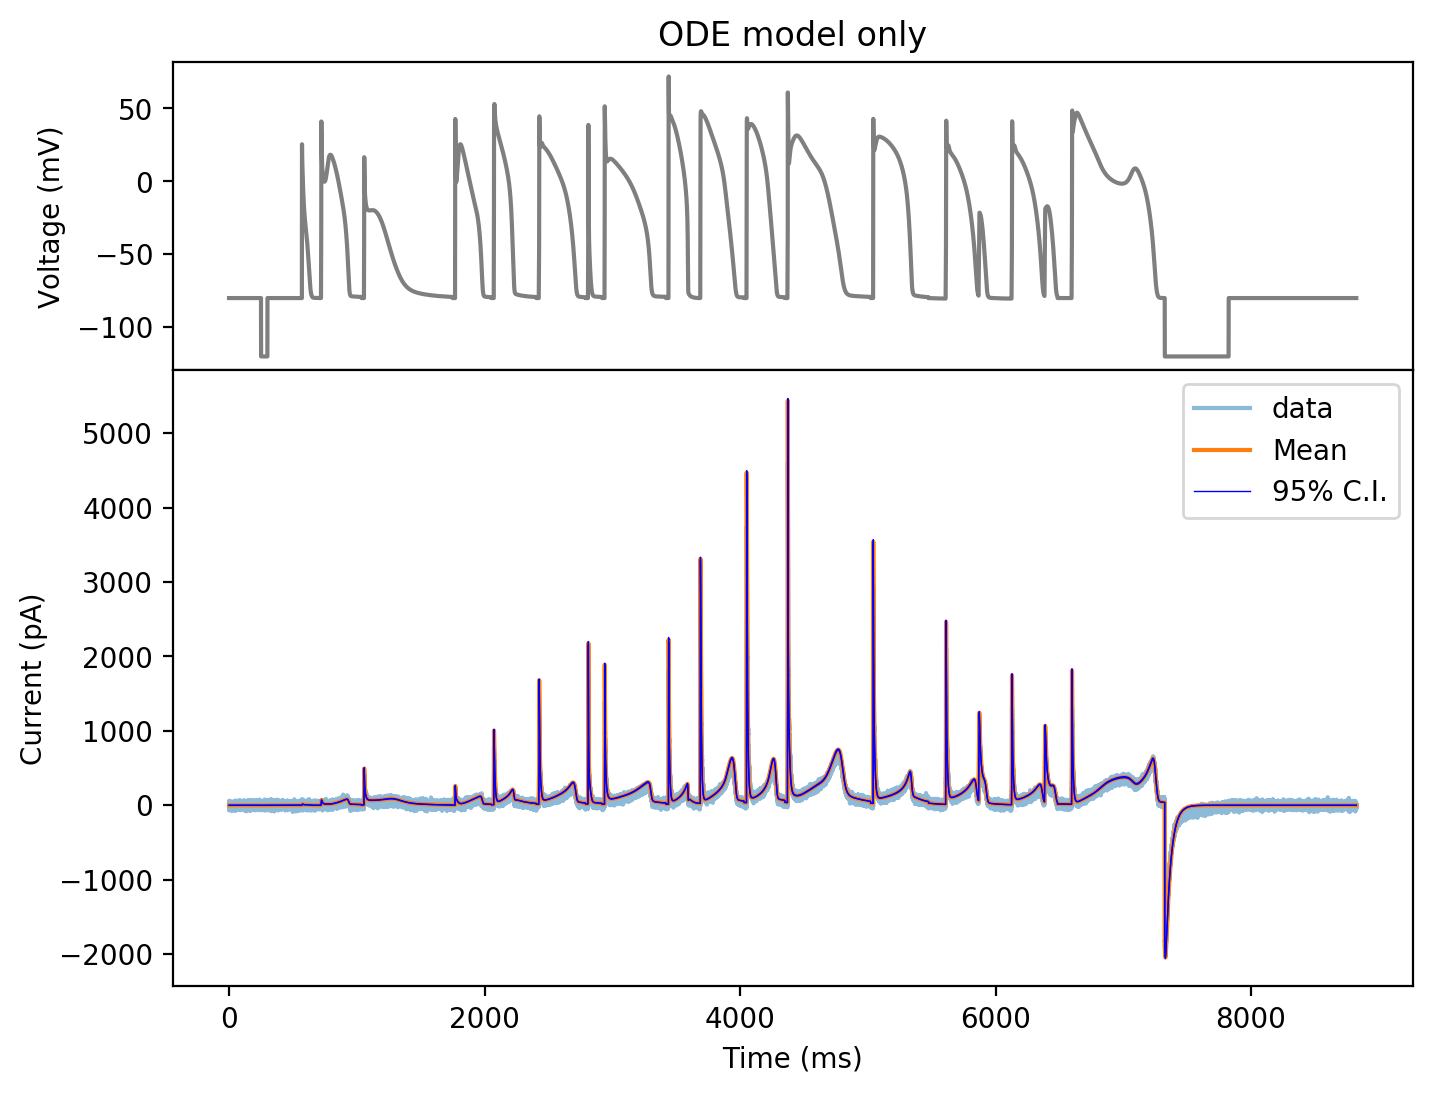 ODE model only
50
0
−50
−100
Voltage (mV)
data
Mean
95% C.I.
5000
4000
3000
2000
1000
0
−1000
−2000
Current (pA)
0 2000 4000 6000 8000
Time (ms)